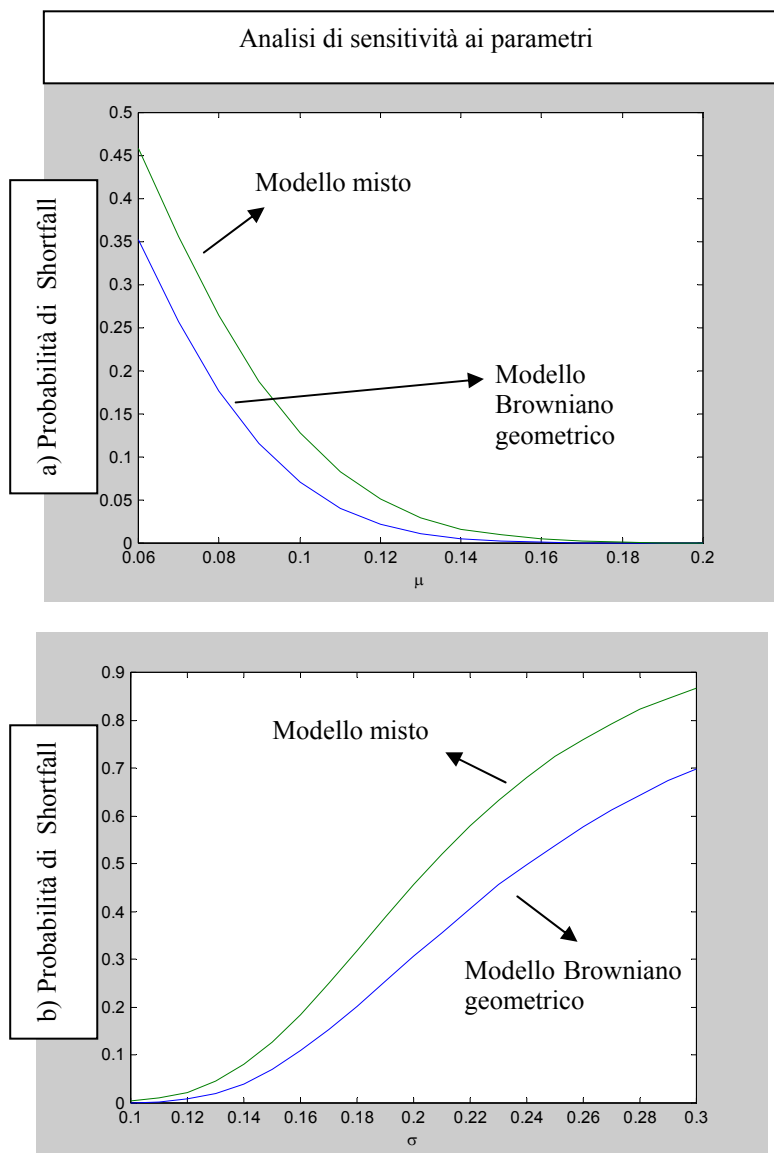 Analisi di sensitività ai parametri
a) Probabilità di Shortfall
0.5
0.45
0.4
0.35
0.3
0.25
0.2
0.15
0.1
0.05
0
Modello misto
Modello
Browniano
geometrico
0.06 0.08 0.1 0.12 0.14 0.16 0.18 0.2
μ
b) Probabilità di Shortfall
0.9
0.8
0.7
0.6
0.5
0.4
0.3
0.2
0.1
0
Modello misto
Modello Browniano
geometrico
0.1 0.12 0.14 0.16 0.18 0.2 0.22 0.24 0.26 0.28 0.3
σ